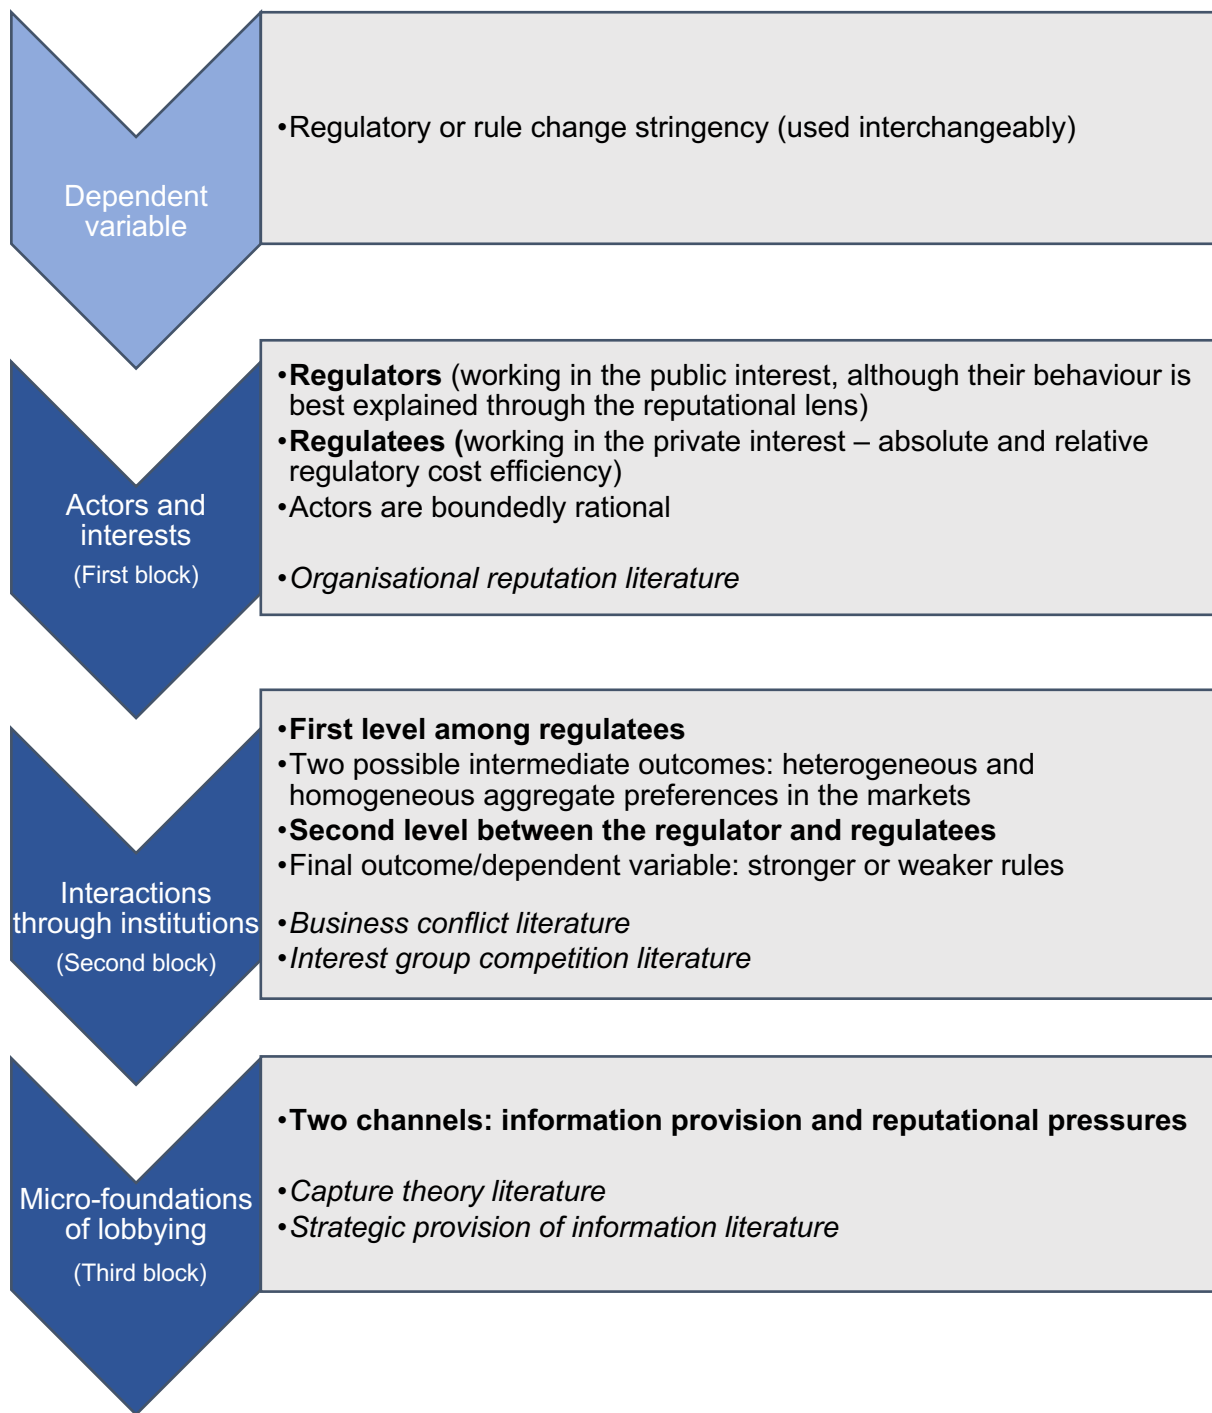 Dependent
variable
•Regulatory or rule change stringency (used interchangeably)
Actors and
interests
(First block)
•Regulators (working in the public interest, although their behaviour is
best explained through the reputational lens)
•Regulatees (working in the private interest – absolute and relative
regulatory cost efficiency)
•Actors are boundedly rational
•Organisational reputation literature
Interactions
through institutions
(Second block)
•First level among regulatees
•Two possible intermediate outcomes: heterogeneous and
homogeneous aggregate preferences in the markets
•Second level between the regulator and regulatees
•Final outcome/dependent variable: stronger or weaker rules
•Business conflict literature
•Interest group competition literature
Micro-foundations
of lobbying
(Third block)
•Two channels: information provision and reputational pressures
•Capture theory literature
•Strategic provision of information literature